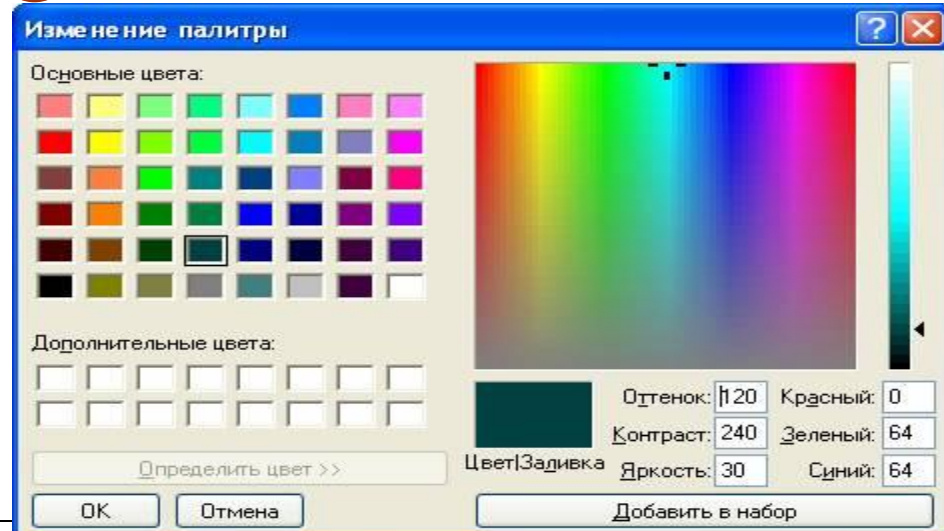 Изменение палитры
Основные цвета:
Дополнительные цвета:
Определить цвет >>
ОК
Отмена
Цвет|Заливка
Оттенок: 120
Контраст: 240
Яркость: 30
Красный: 0
Зеленый: 64
Синий: 64
Добавить в набор